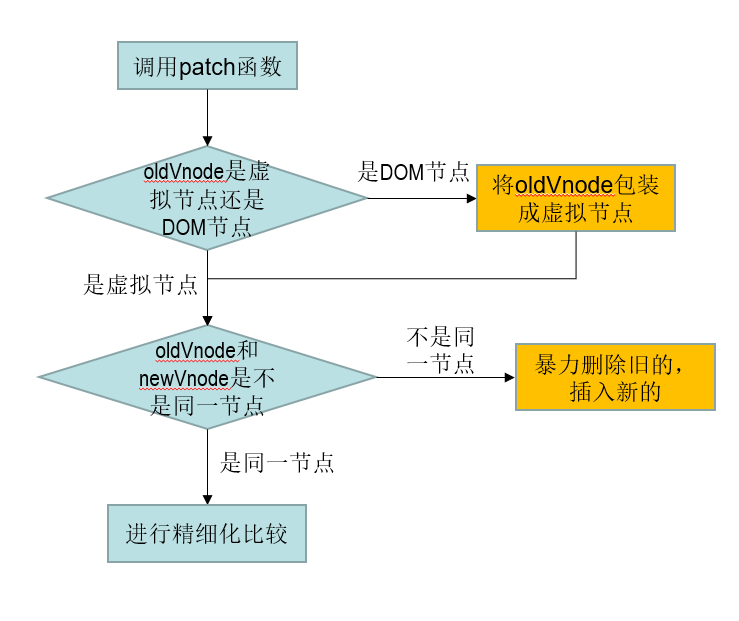 调用patch函数
oldVnode是虚
拟节点还是
DOM节点
是DOM节点
将oldVnode包装
成虚拟节点
是虚拟节点
oldVnode和
newVnode是不
是同一节点
不是同
一节点
暴力删除旧的，
插入新的
是同一节点
进行精细化比较